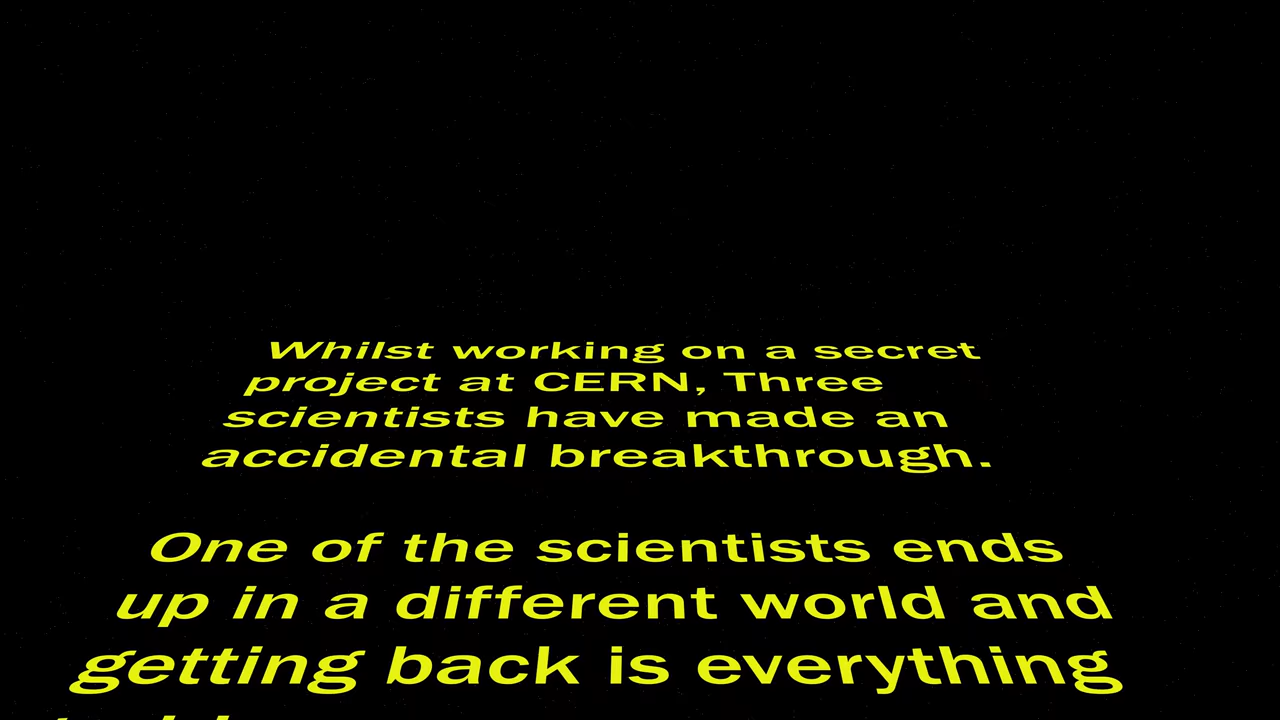 Whilst working on a secret
project at CERN, Three
scientists have made an
accidental breakthrough.
One of the scientists ends
up in a different world and
getting back is everything